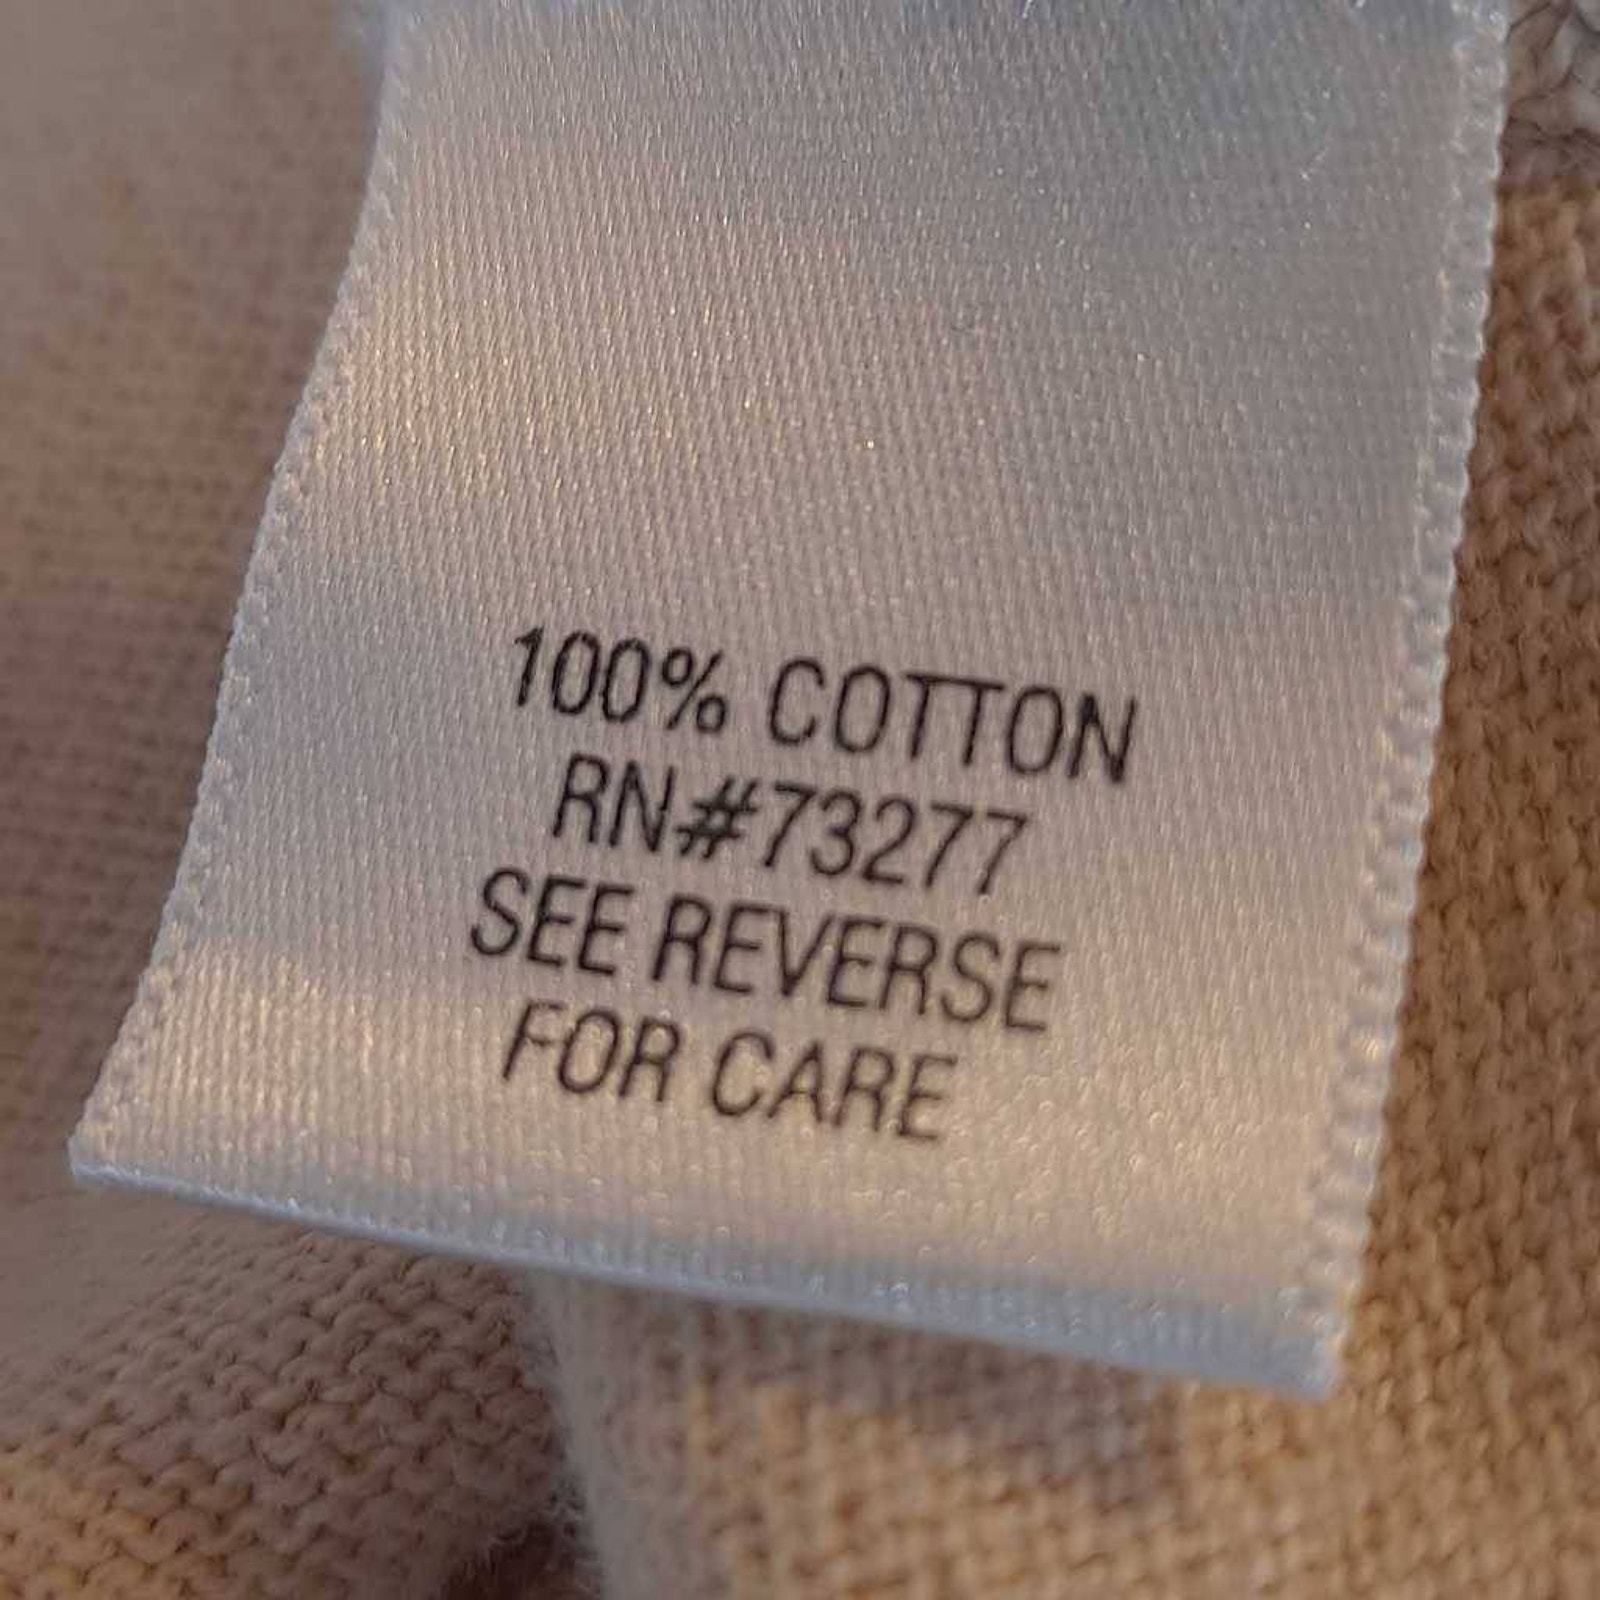 100% COTTON
RN#73277
SEE REVERSE
FOR CARE